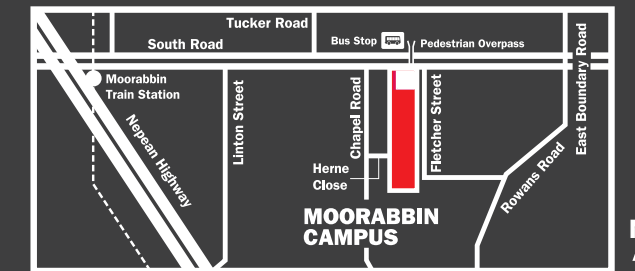 Tucker Road
South Road
Bus Stop
Pedestrian Overpass
Moorabbin
Train Station
Nepean Highway
Linton Street
Chapel Road
Fletcher Street
East Boundary Road
Rowans Road
Herne
Close
MOORABBIN
CAMPUS